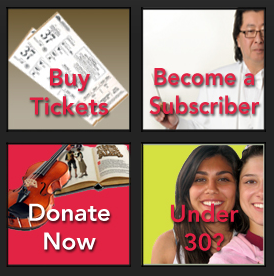 Buy
Tickets
Become a
Subscriber
Donate
Now
Under
30?